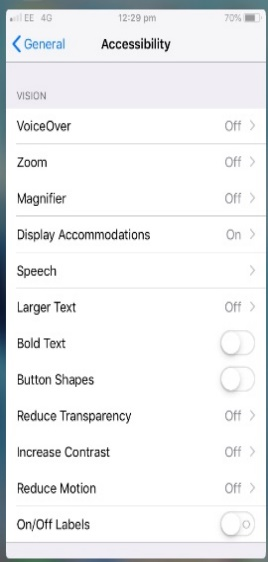 EE 4G 12:29 pm 70%
General Accessibility
VISION
VoiceOver Off
Zoom Off
Magnifier Off
Display Accommodations On
Speech
Larger Text Off
Bold Text
Button Shapes
Reduce Transparency Off
Increase Contrast Off
Reduce Motion Off
On/Off Labels